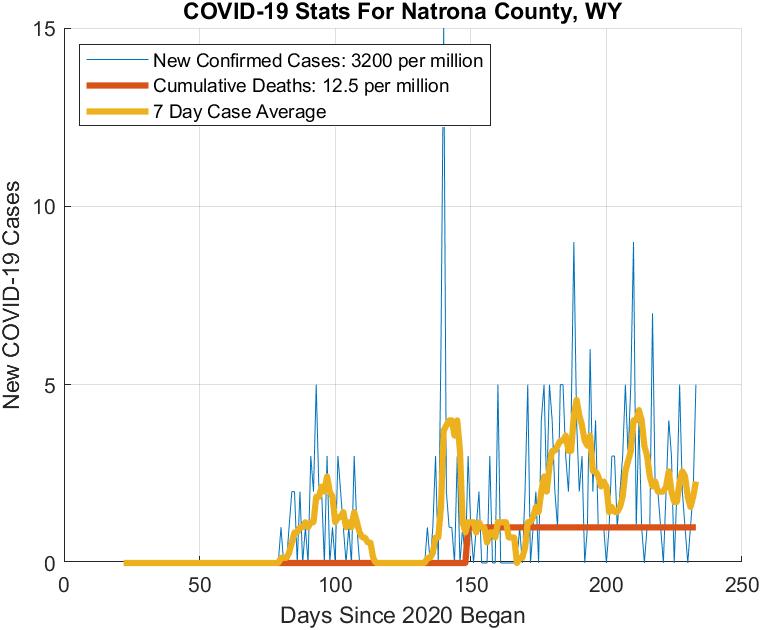 COVID-19 Stats For Natrona County, WY
New Confirmed Cases: 3200 per million
Cumulative Deaths: 12.5 per million
7 Day Case Average
New COVID-19 Cases
15
10
5
0
0 50 100 150 200 250
Days Since 2020 Began